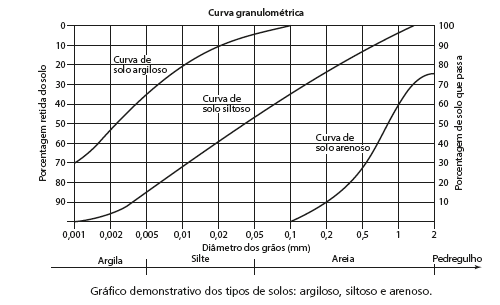 Curva granulométrica
Porcentagem retida do solo
0
10
20
30
40
50
60
70
80
90
100
90
80
70
60
50
40
30
20
10
Porcentagem de solo que passa
Curva de
solo argiloso
Curva de
solo siltoso
Curva de
solo arenoso
0,001 0,002 0,005 0,01 0,02 0,05 0,1 0,2 0,5 1 2
Diâmetro dos grãos (mm)
Argila Silte Areia Pedregulho
Gráfico demonstrativo dos tipos de solos: argiloso, siltoso e arenoso.